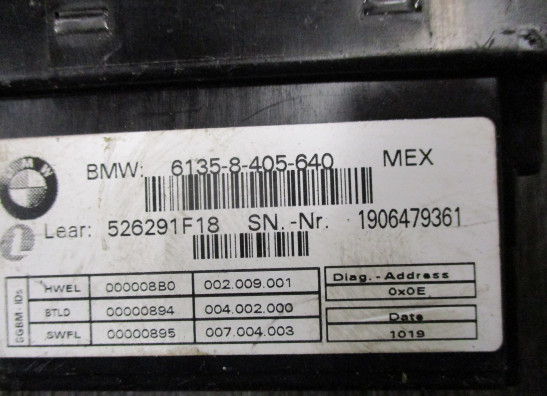 BMW
BMW: 6135-8-405-640 MEX
Lear: 526291F18 SN.-Nr. 1906479361
SGBM-IDs
HWEL 000008B0 002.009.001
BTLD 00000894 004.002.000
SWFL 00000895 007.004.003
Diag.-Address
0x0E
Date
1019